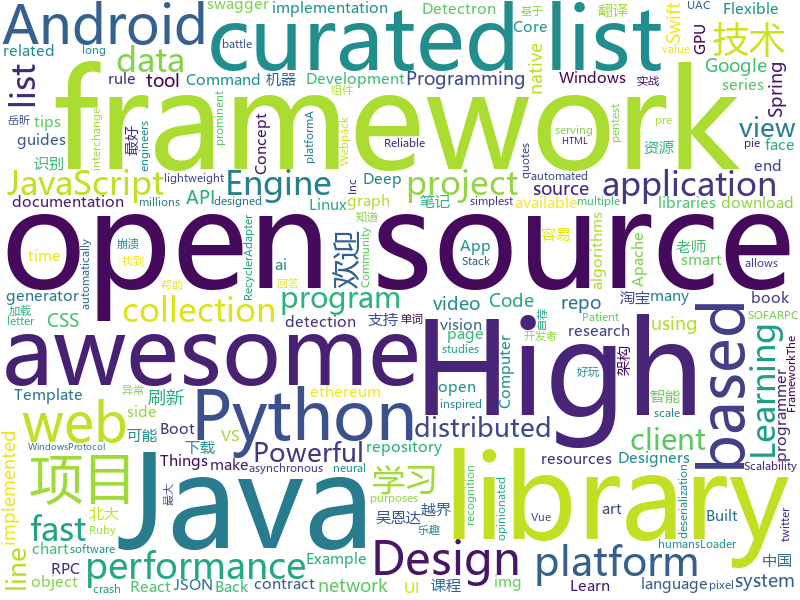 swagger implementation Detectron 基于 翻译 Swift UAC Flexible
Android curated list Core GPU 技术
related battle rule Command 机器 Development Programming native Windows 组件 实战 Google series
岳昕 list data tool framework Spring value
interchange tips guides prominent 最好 engineers 识别 JavaScript Engine Concept project platformA Webpack Reliable source application view pre face pentest serving HTML pie 资源
lightweight Deep end Inc automated
documentation API Linux 笔记 graph available libraries download
millions designed simplest quotes multiple
open source
time 崩溃 知道 找到 App 容易 老师
automatically 欢迎 RecyclerAdapter Community ai Stack algorithms Apache smart many
generator collection program 回答 帮助 video Code repo 淘宝 book SOFARPC
加载 CSS detection 支持 vision 单词 allows research using letter
awesome High based Learning
Template page Computer Patient studies 自荐 开发者 ethereum 架构 programmer FrameworkThe
side 刷新 Python distributed VS 好玩 智能 inspired scale
可能 Boot web client repository
implemented 下载 Things Powerful 越界 resources Designers Scalability
异常 make asynchronous neural 吴恩达 art twitter
项目 Java library
WindowsProtocol 学习 recognition opinionated Built Vue deserialization
北大 最大 purposes
fast performance Design platform
line Ruby chart software Example 乐趣 humansLoader 中国
RPC React JSON contract network Learn language pixel system
object crash Back long UI img 课程